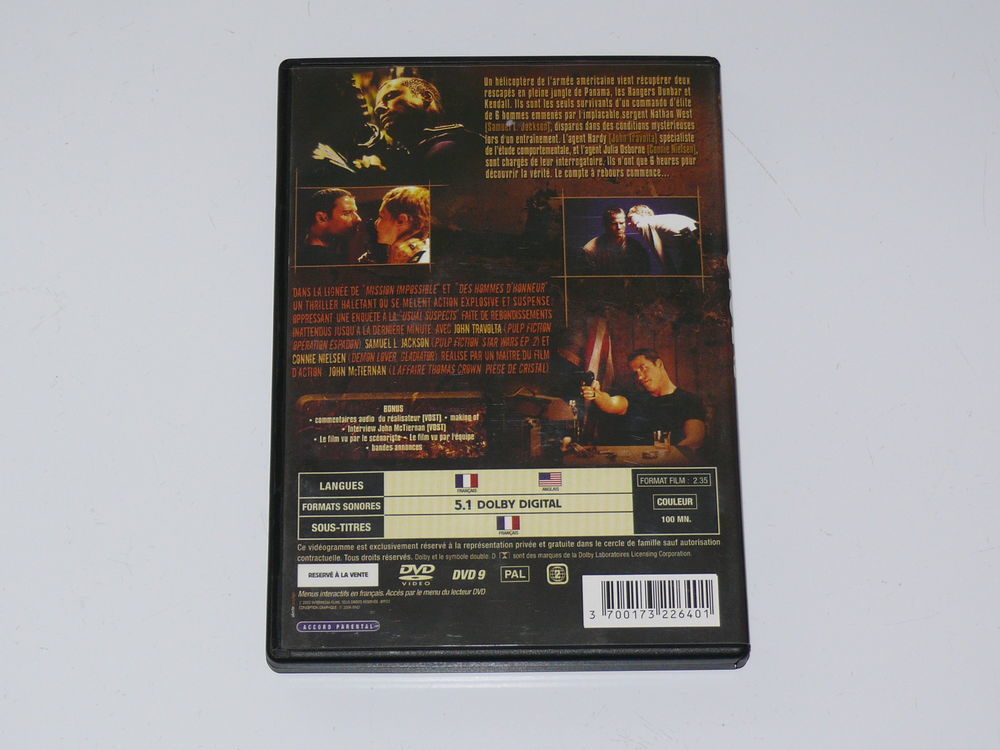 Un hélicoptère de l'armée américaine vient récupérer deux
rescapés en pleine jungle de Panama, les Rangers Dunbar et
Kendall. Ils sont les seuls survivants d'un commando d'élite
de 6 hommes emmenés par l'implacable sergent Nathan West
(Samuel L. Jackson), disparus dans des conditions mystérieuses
lors d'un entraînement. L'agent Hardy (John Travolta) spécialiste
de l'étude comportementale, et l'agent Julia Osborne (Connie Nielsen),
sont chargés de leur interrogatoire. Ils n'ont que 6 heures pour
découvrir la vérité. Le compte à rebours commence...
DANS LA LIGNÉE DE "MISSION IMPOSSIBLE" ET "DES HOMMES D'HONNEUR"
UN THRILLER HALETANT OÙ SE MÊLENT ACTION EXPLOSIVE ET SUSPENSE
OPPRESSANT. UNE ENQUÊTE À LA "USUAL SUSPECTS" FAITE DE REBONDISSEMENTS
INATTENDUS JUSQU'À LA DERNIÈRE MINUTE. AVEC JOHN TRAVOLTA (PULP FICTION
OPÉRATION ESPADON), SAMUEL L. JACKSON (PULP FICTION, STAR WARS EP. 2) ET
CONNIE NIELSEN (DEMON LOVER, GLADIATOR). RÉALISÉ PAR UN MAÎTRE DU FILM
D'ACTION : JOHN McTIERNAN (L'AFFAIRE THOMAS CROWN, PIÈGE DE CRISTAL)
BONUS
• commentaires audio du réalisateur (VOST) • making of
• Interview John McTiernan (VOST)
• Le film vu par le scénariste • Le film vu par l'équipe
• bandes annonces
LANGUES
FRANÇAIS
ANGLAIS
FORMATS SONORES
5.1 DOLBY DIGITAL
SOUS-TITRES
FRANÇAIS
FORMAT FILM : 2.35
COULEUR
100 MN.
Ce vidéogramme est exclusivement réservé à la représentation privée et gratuite dans le cercle de famille sauf autorisation
contractuelle. Tous droits réservés. Dolby et le symbole double D sont des marques de la Dolby Laboratories Licensing Corporation.
RESERVÉ À LA VENTE
DVD VIDEO
DVD 9
PAL
2
Menus interactifs en français. Accès par le menu du lecteur DVD
ACCORD PARENTAL
3 700173 226401